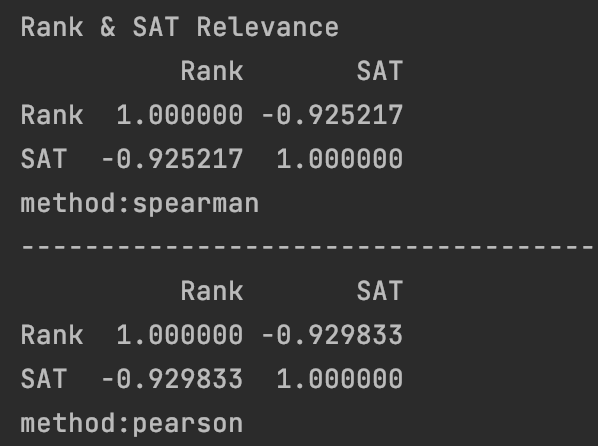 Rank & SAT Relevance
          Rank       SAT
Rank  1.000000 -0.925217
SAT  -0.925217  1.000000
method:spearman
------------------------------------
          Rank       SAT
Rank  1.000000 -0.929833
SAT  -0.929833  1.000000
method:pearson